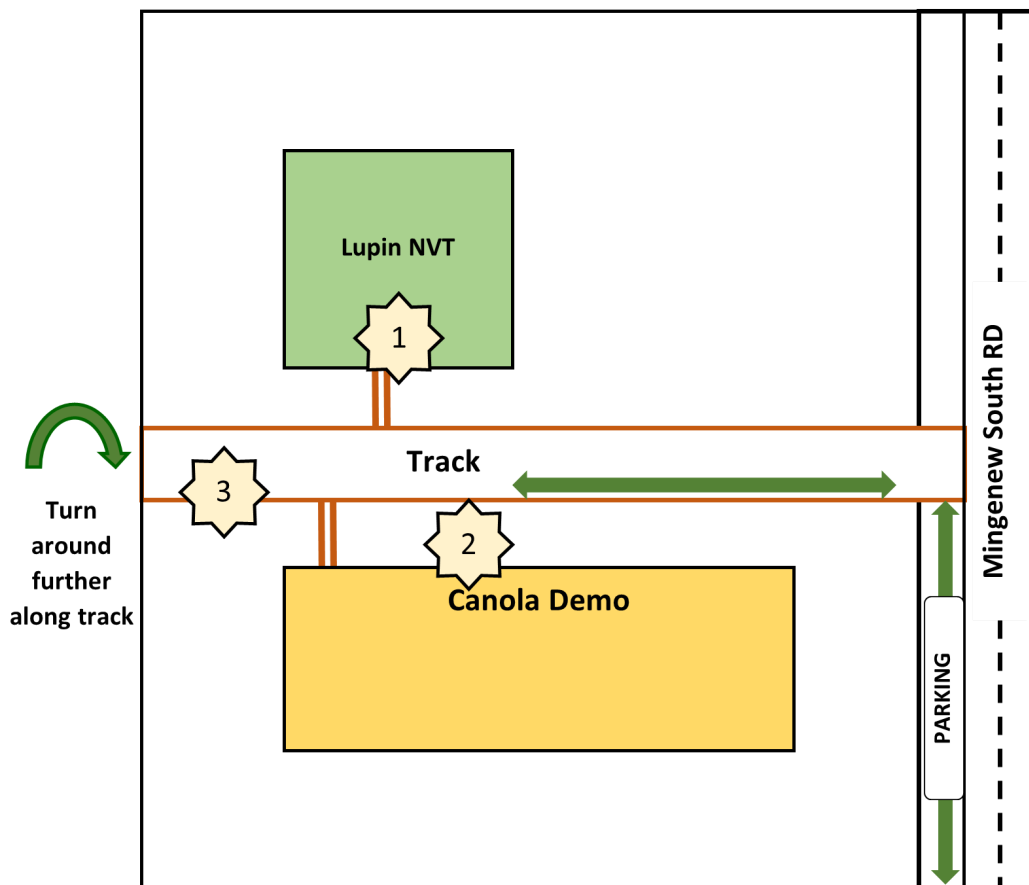 Lupin NVT
1
Track
3
2
Turn
around
further
along track
Canola Demo
Mingenew South RD
PARKING